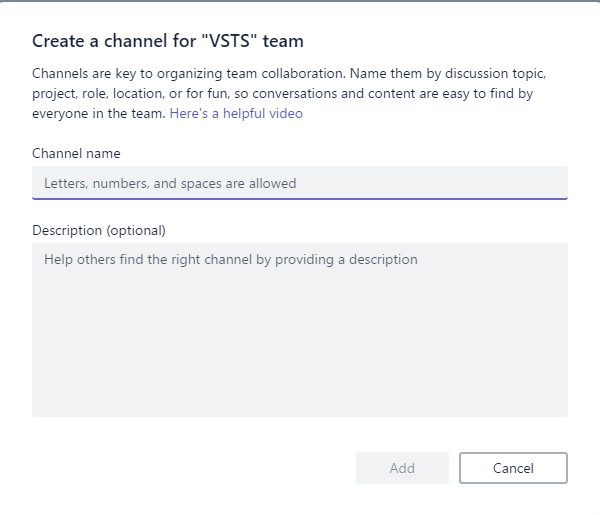 Create a channel for "VSTS" team
Channels are key to organizing team collaboration. Name them by discussion topic,
project, role, location, or for fun, so conversations and content are easy to find by
everyone in the team. Here's a helpful video
Channel name
Letters, numbers, and spaces are allowed
Description (optional)
Help others find the right channel by providing a description
Add
Cancel